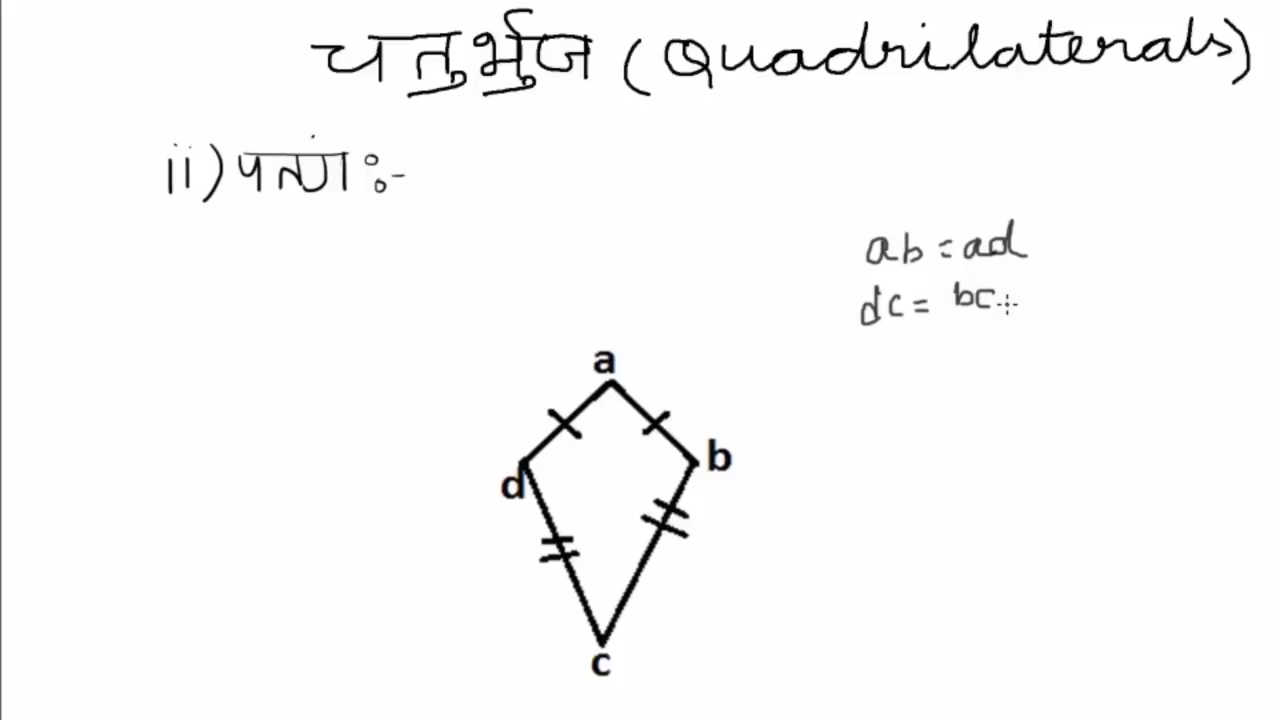 चतुर्भुज (Quadrilaterals)
ii) पतंग :-
ab = ad
dc = bc
a
b
d
c